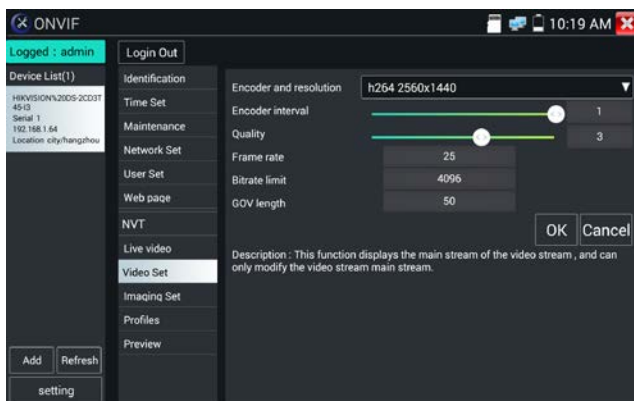 ONVIF
10:19 AM
Logged : admin
Login Out
Device List(1)
HIKVISION%20DS-2CD3T
45-I3
Serial 1
192.168.1.64
Location city/hangzhou
Add
Refresh
setting
Identification
Time Set
Maintenance
Network Set
User Set
Web page
NVT
Live video
Video Set
Imaging Set
Profiles
Preview
Encoder and resolution
h264 2560x1440
Encoder interval
1
Quality
3
Frame rate
25
Bitrate limit
4096
GOV length
50
OK
Cancel
Description : This function displays the main stream of the video stream , and can
only modify the video stream main stream.